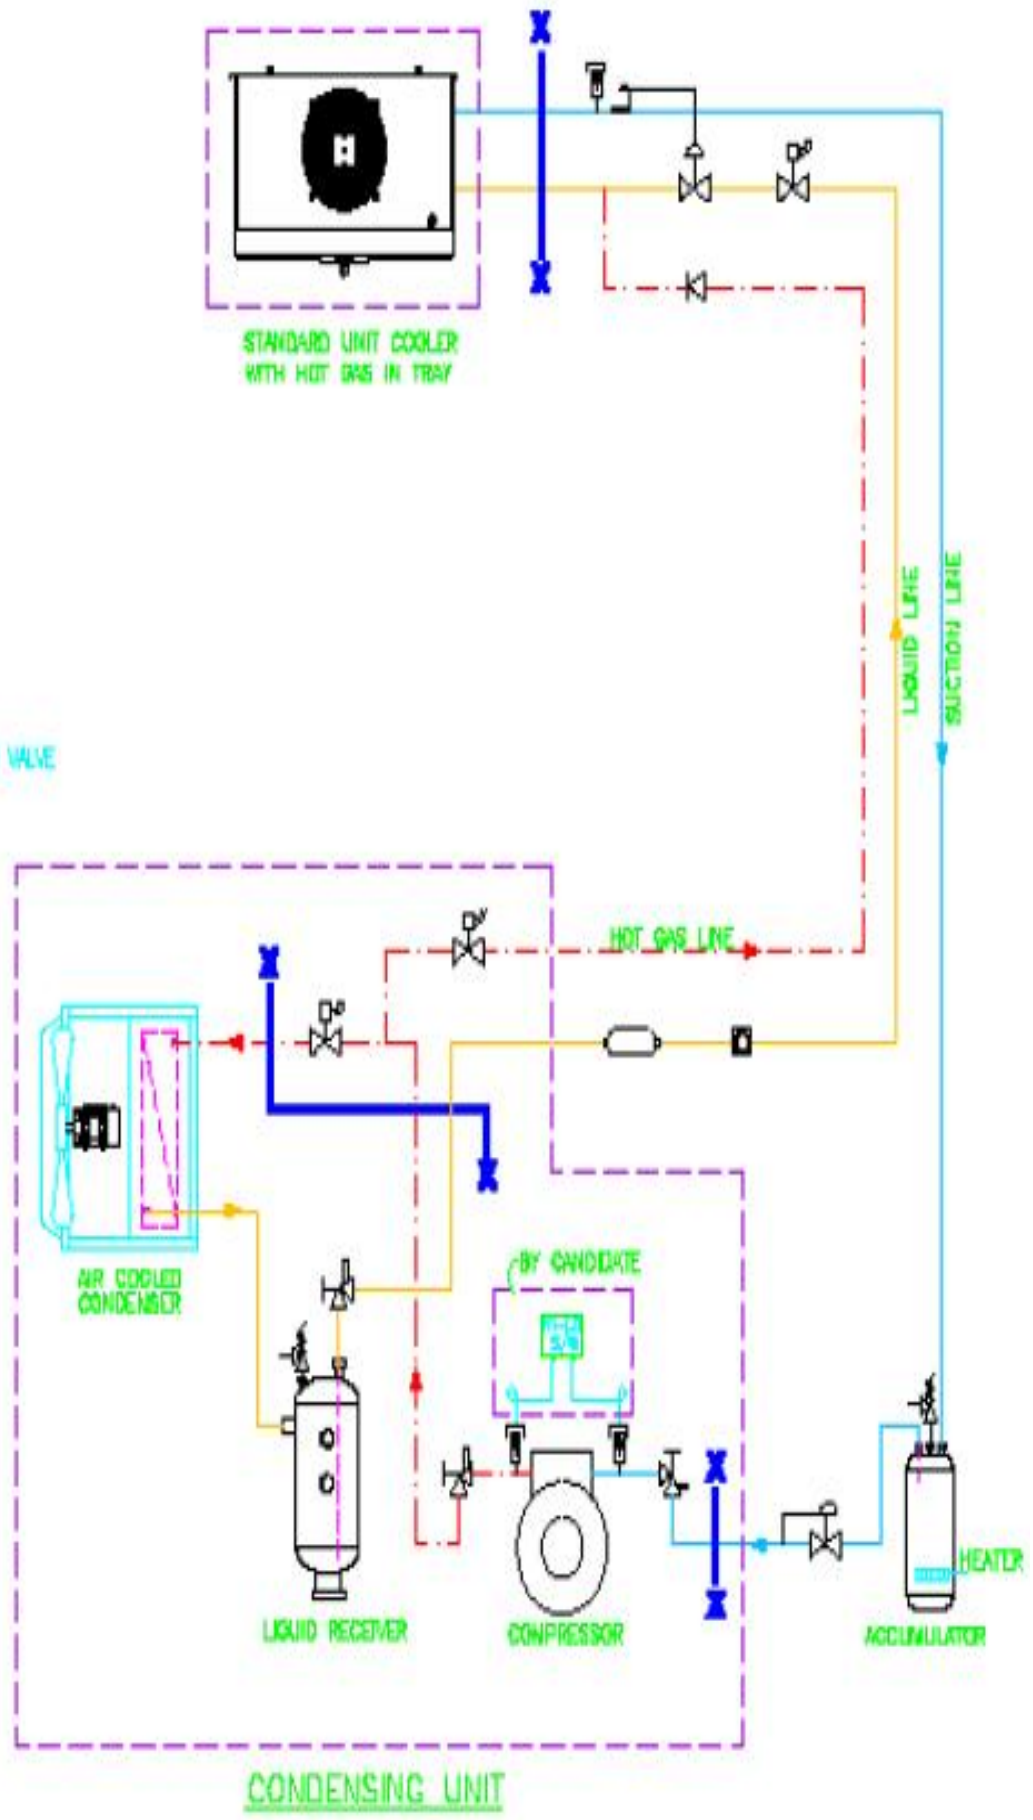 STANDARD UNIT COOLER
WITH HOT GAS IN TRAY
LIQUID LINE
SUCTION LINE
VALVE
HOT GAS LINE
AIR COOLED
CONDENSER
BY CANDIDATE
HEATER
LIQUID RECEIVER
COMPRESSOR
ACCUMULATOR
CONDENSING UNIT